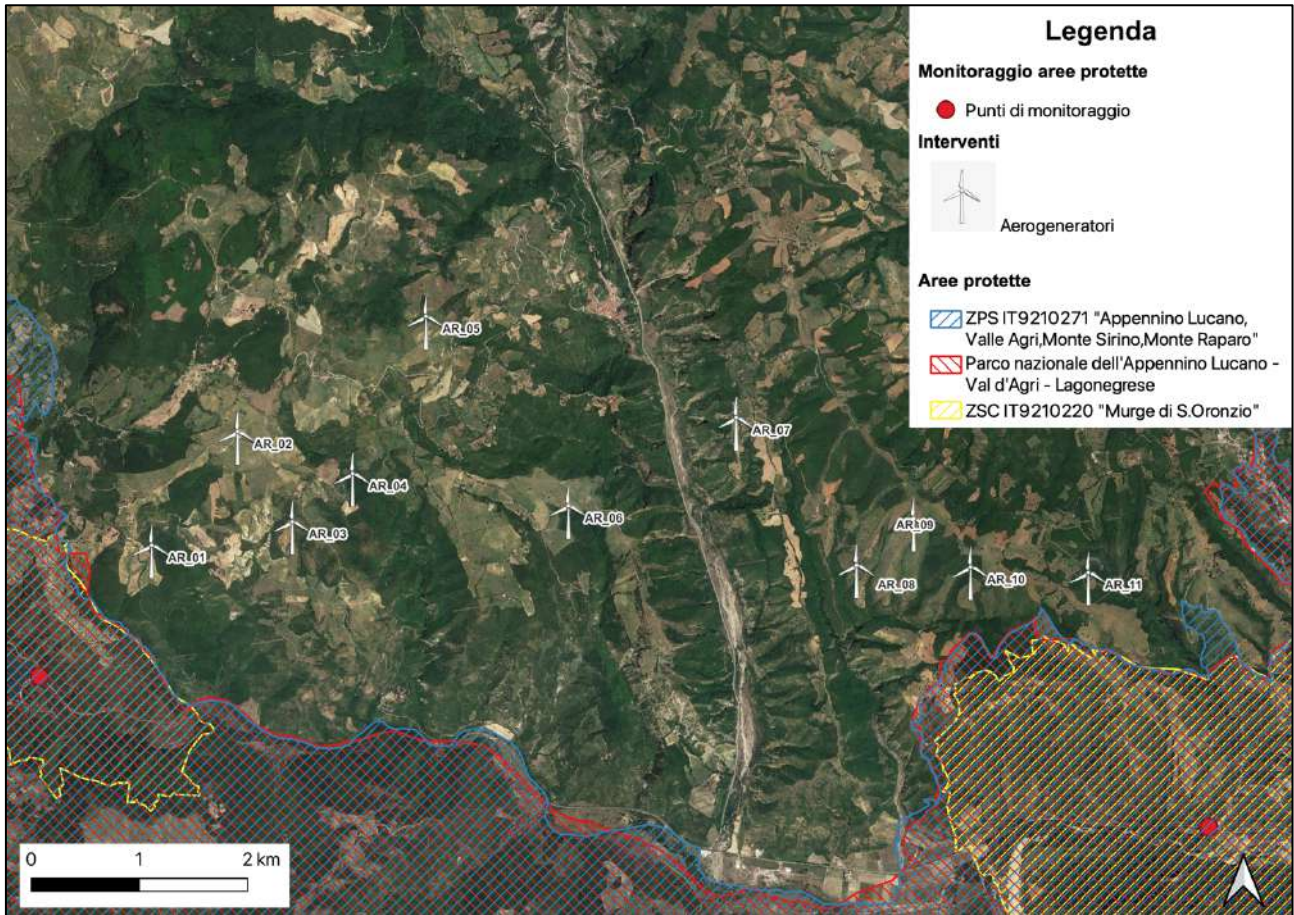 Legenda
Monitoraggio aree protette
Punti di monitoraggio
Interventi
Aerogeneratori
Aree protette
ZPS IT9210271 "Appennino Lucano,
Valle Agri,Monte Sirino,Monte Raparo"
Parco nazionale dell'Appennino Lucano -
Val d'Agri - Lagonegrese
ZSC IT9210220 "Murge di S.Oronzio"
AR_05
AR_02
AR_07
AR_04
AR_06
AR_03
AR_09
AR_01
AR_08
AR_10
AR_11
0 1 2 km